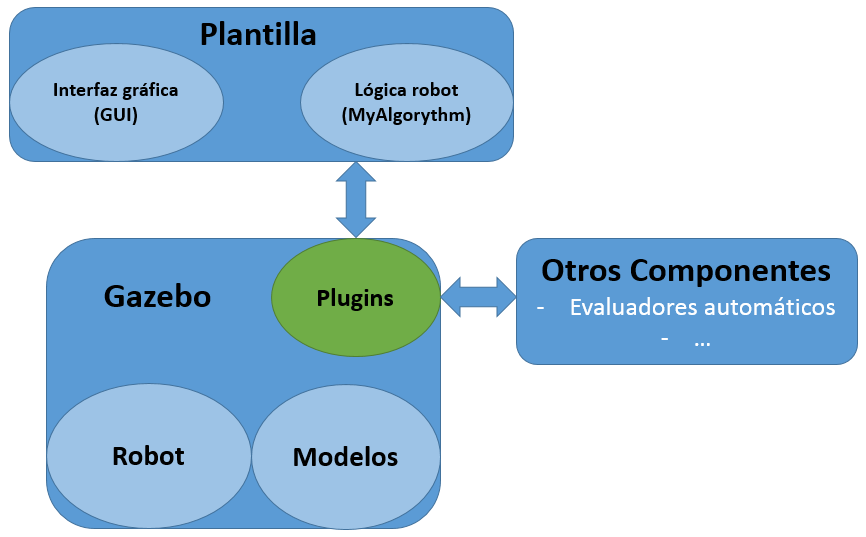 Plantilla
Interfaz gráfica
(GUI)
Lógica robot
(MyAlgorythm)
Gazebo
Plugins
Otros Componentes
- Evaluadores automáticos
- ...
Robot
Modelos